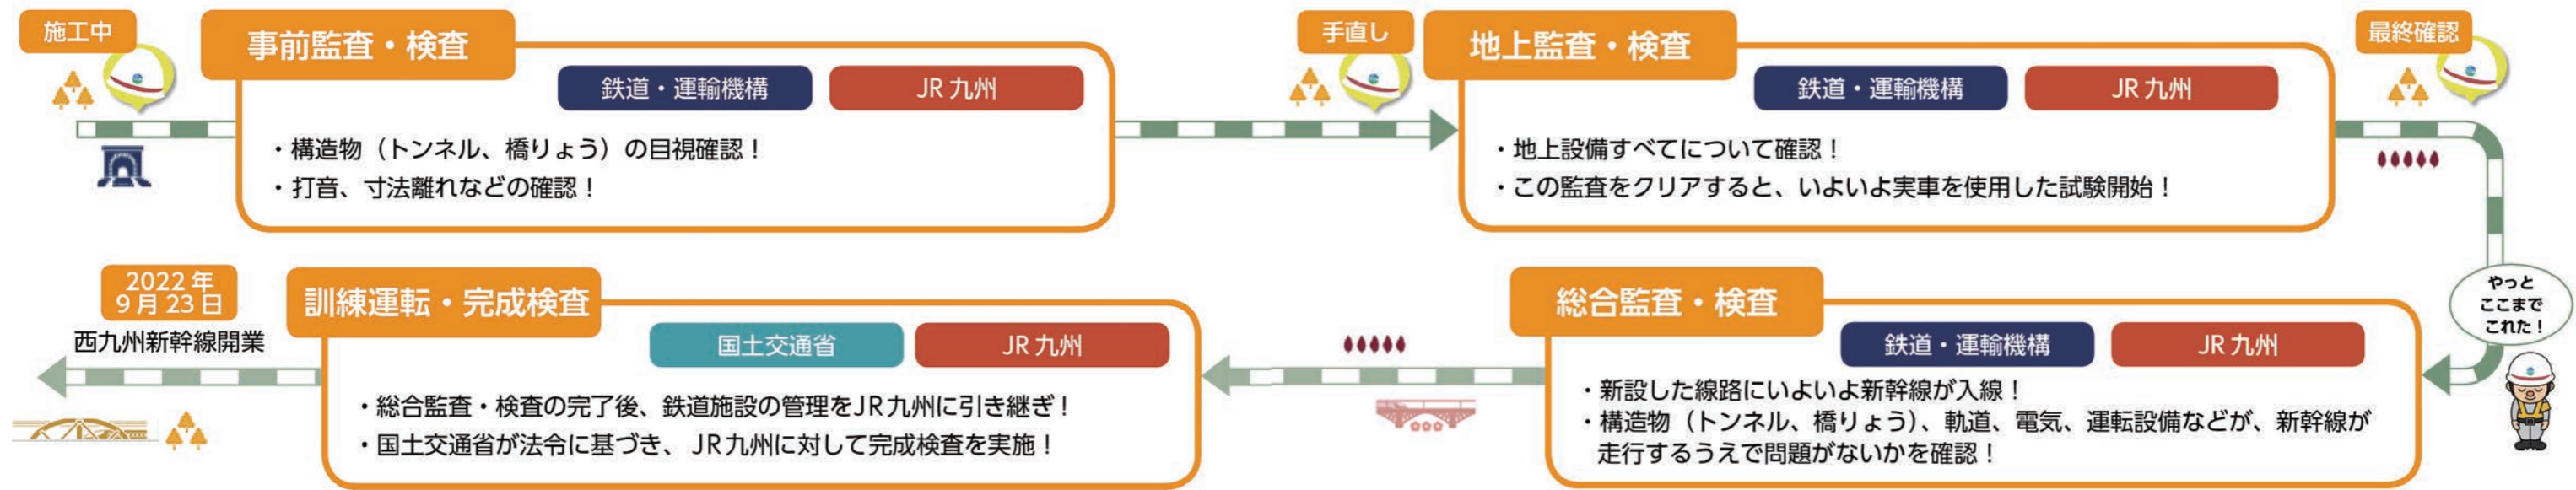 施工中
事前監査・検査
鉄道・運輸機構
JR九州
・構造物（トンネル、橋りょう）の目視確認！
・打音、寸法離れなどの確認！
手直し
地上監査・検査
鉄道・運輸機構
JR九州
・地上設備すべてについて確認！
・この監査をクリアすると、いよいよ実車を使用した試験開始！
最終確認
やっと
ここまで
これた！
総合監査・検査
鉄道・運輸機構
JR九州
・新設した線路にいよいよ新幹線が入線！
・構造物（トンネル、橋りょう）、軌道、電気、運転設備などが、新幹線が
走行するうえで問題がないかを確認！
訓練運転・完成検査
国土交通省
JR九州
・総合監査・検査の完了後、鉄道施設の管理をJR九州に引き継ぎ！
・国土交通省が法令に基づき、JR九州に対して完成検査を実施！
2022年
9月23日
西九州新幹線開業